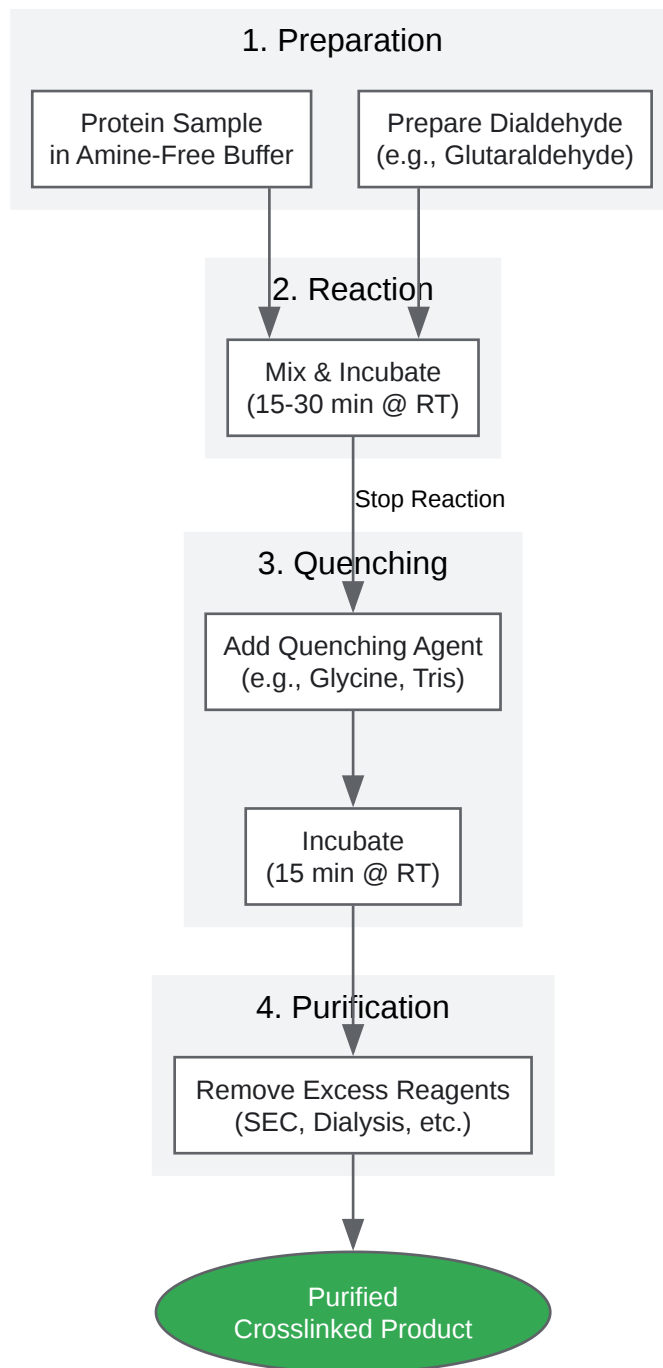 1. Preparation
Protein Sample
in Amine-Free Buffer
Prepare Dialdehyde
(e.g., Glutaraldehyde)
2. Reaction
Mix & Incubate
(15-30 min @ RT)
Stop Reaction
3. Quenching
Add Quenching Agent
(e.g., Glycine, Tris)
Incubate
(15 min @ RT)
4. Purification
Remove Excess Reagents
(SEC, Dialysis, etc.)
Purified
Crosslinked Product